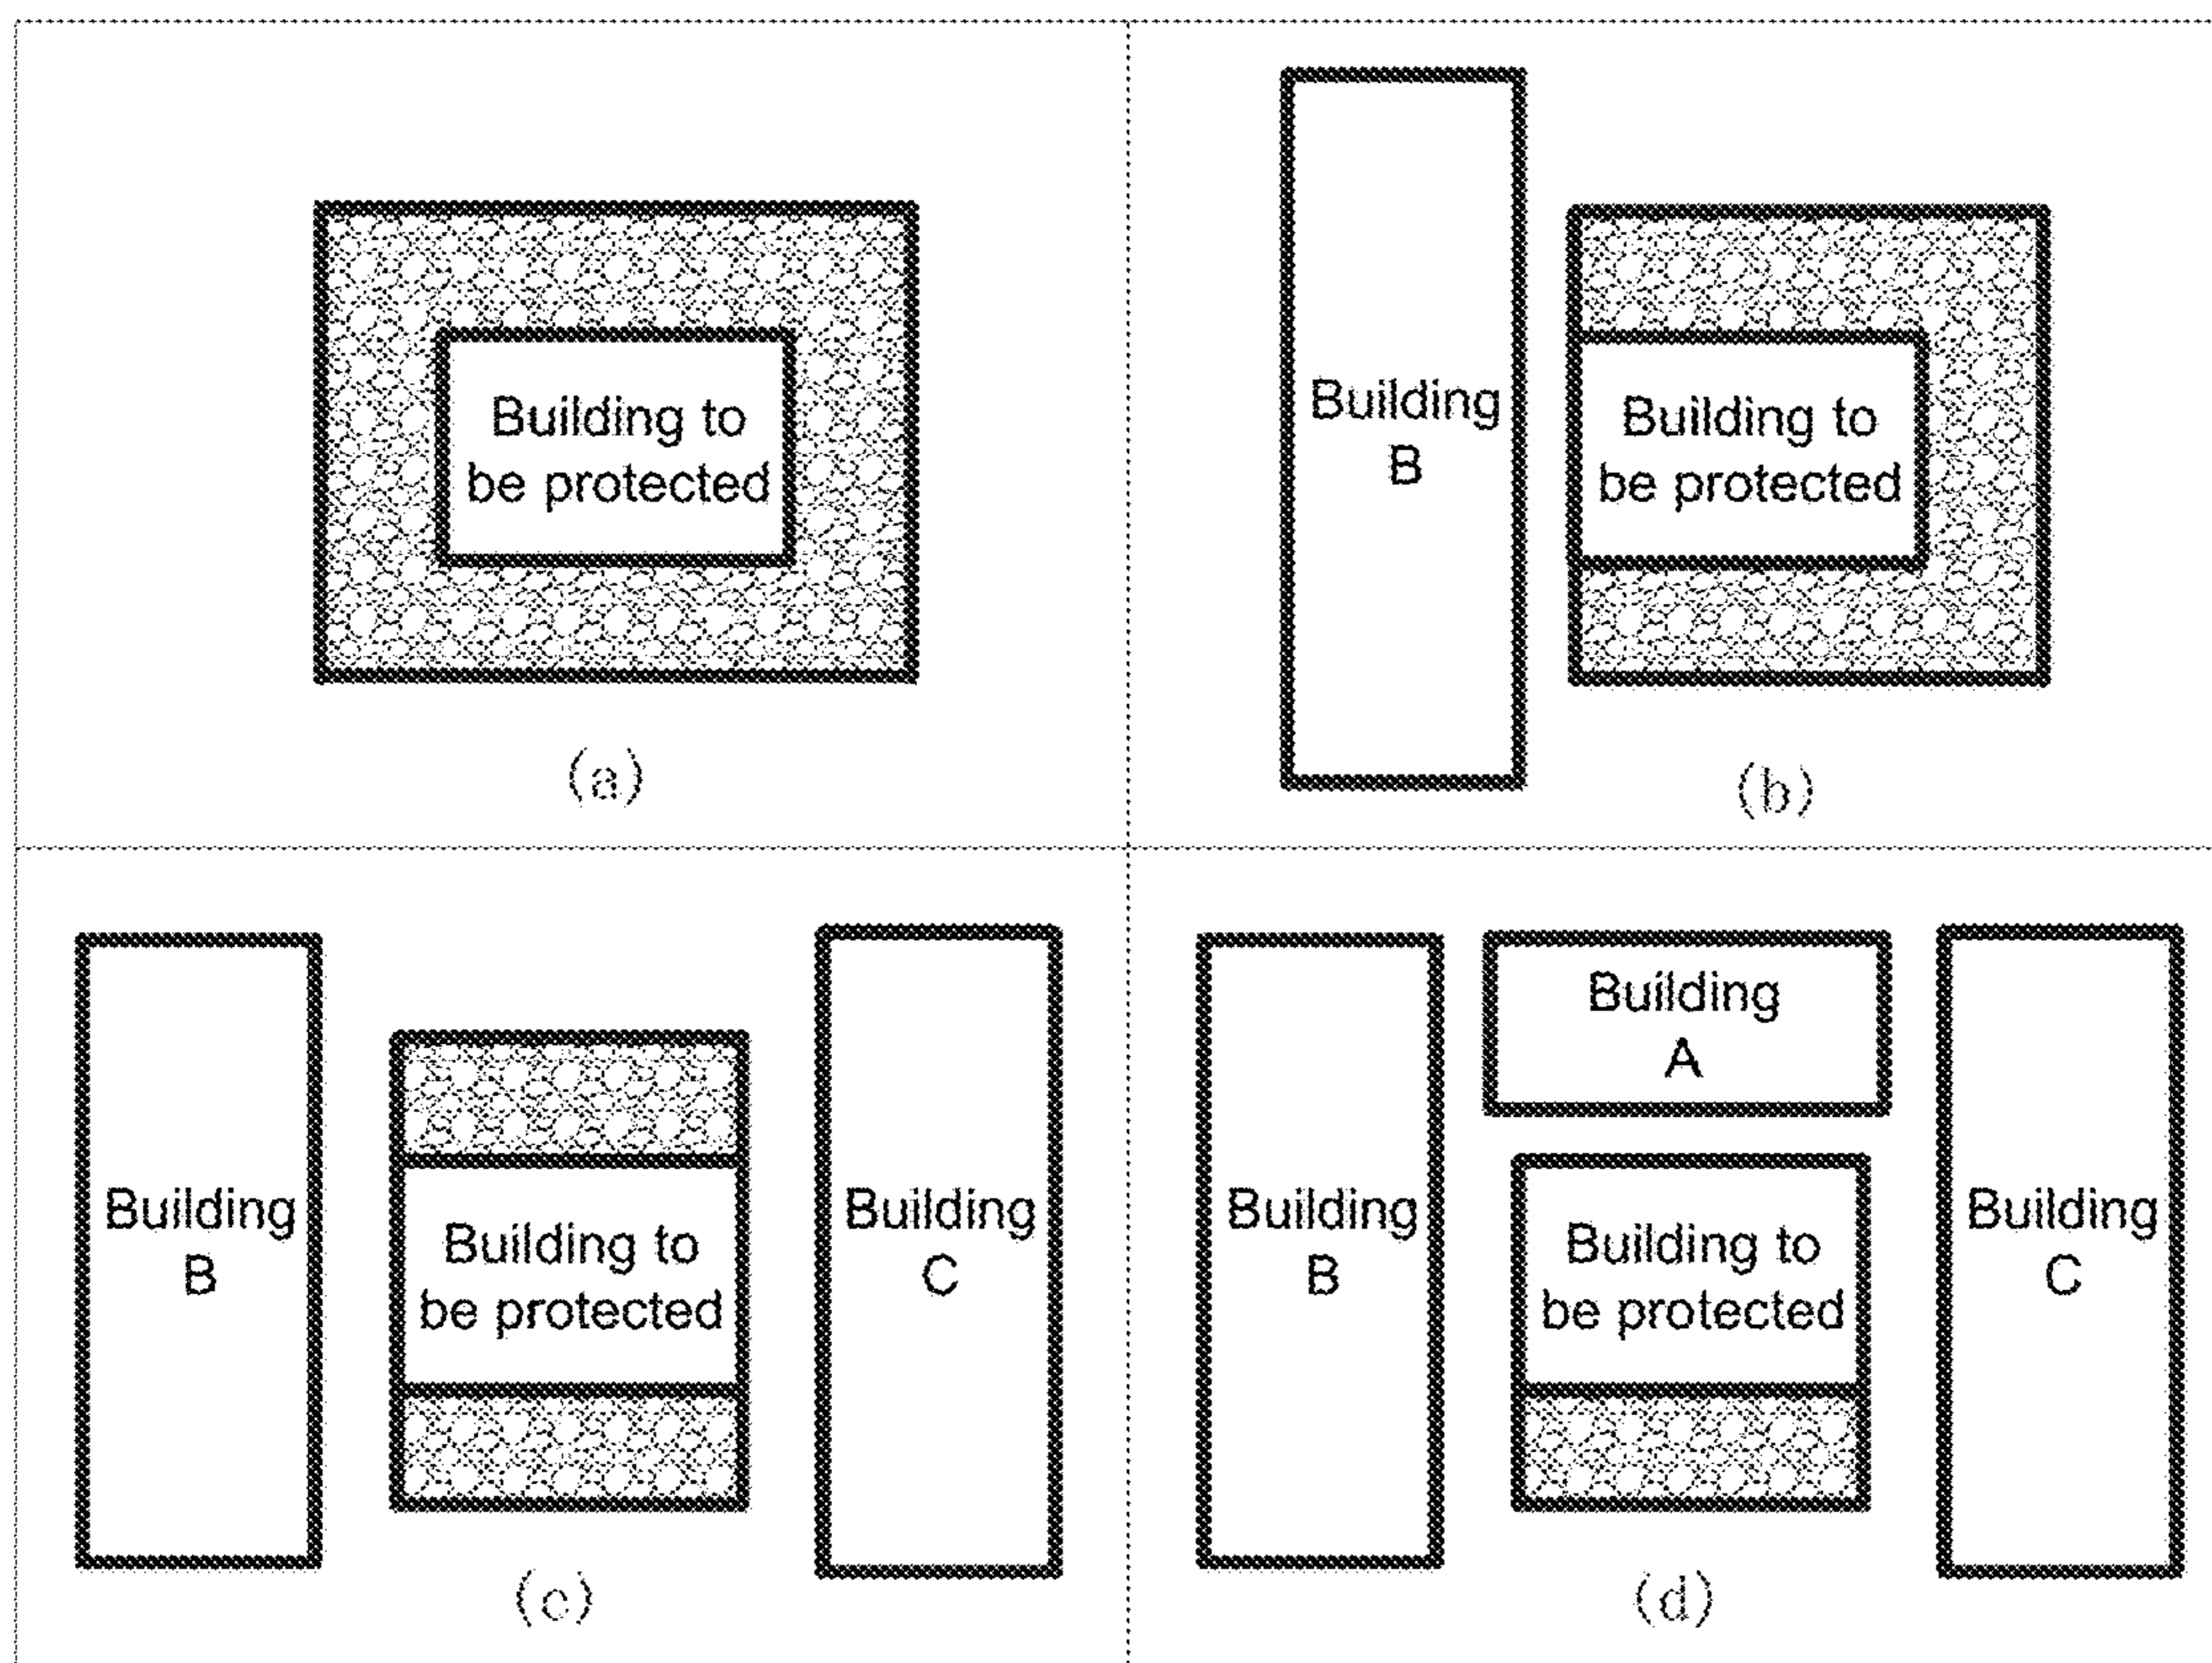 Building to
be protected
(a)
Building
B
Building to
be protected
(b)
Building
B
Building to
be protected
Building
C
(c)
Building
B
Building
A
Building to
be protected
Building
C
(d)